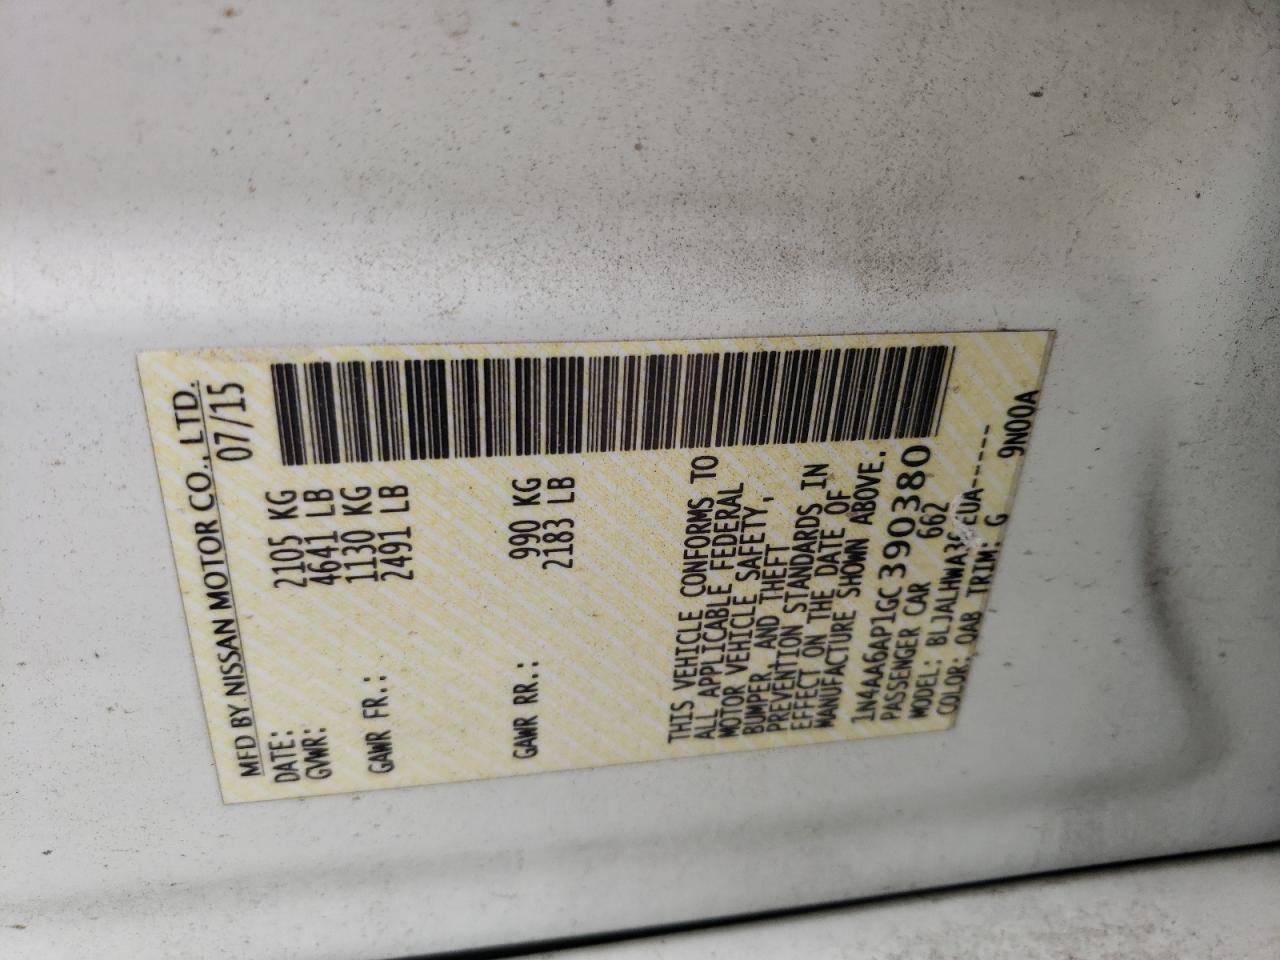 MFD BY NISSAN MOTOR CO., LTD.
DATE: 07/15
GVWR: 2105 KG
4641 LB
GAWR FR.: 1130 KG
2491 LB
GAWR RR.: 990 KG
2183 LB
THIS VEHICLE CONFORMS TO
ALL APPLICABLE FEDERAL
MOTOR VEHICLE SAFETY,
BUMPER, AND THEFT
PREVENTION STANDARDS IN
EFFECT ON THE DATE OF
MANUFACTURE SHOWN ABOVE.
1N4AA6AP1GC390380
PASSENGER CAR 662
MODEL:
COLOR: QAB TRIM: G 9N00A